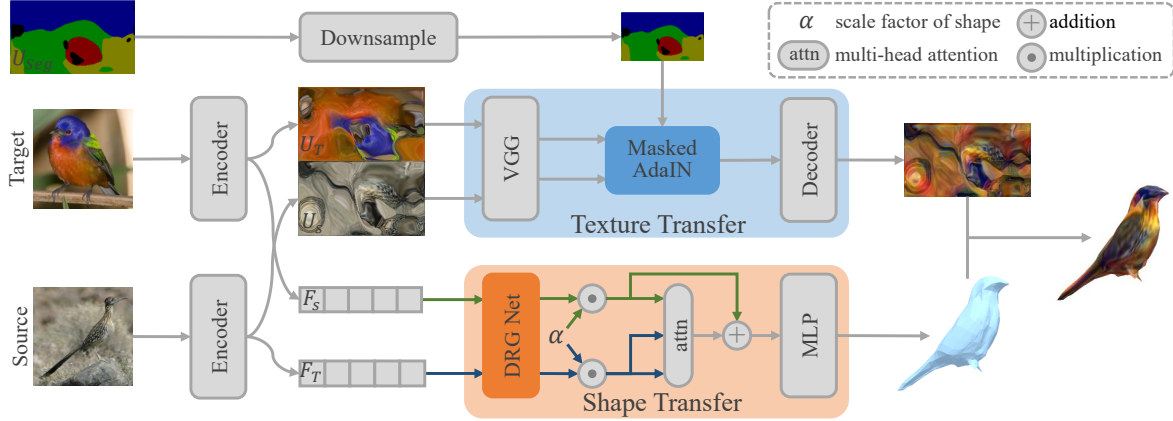 U_Seg
Downsample
α scale factor of shape
+ addition
attn multi-head attention
multiplication
Target
Encoder
U_T
U_s
VGG
Masked
AdaIN
Decoder
Texture Transfer
Source
Encoder
F_s
F_T
DRG Net
α
attn
+
MLP
Shape Transfer